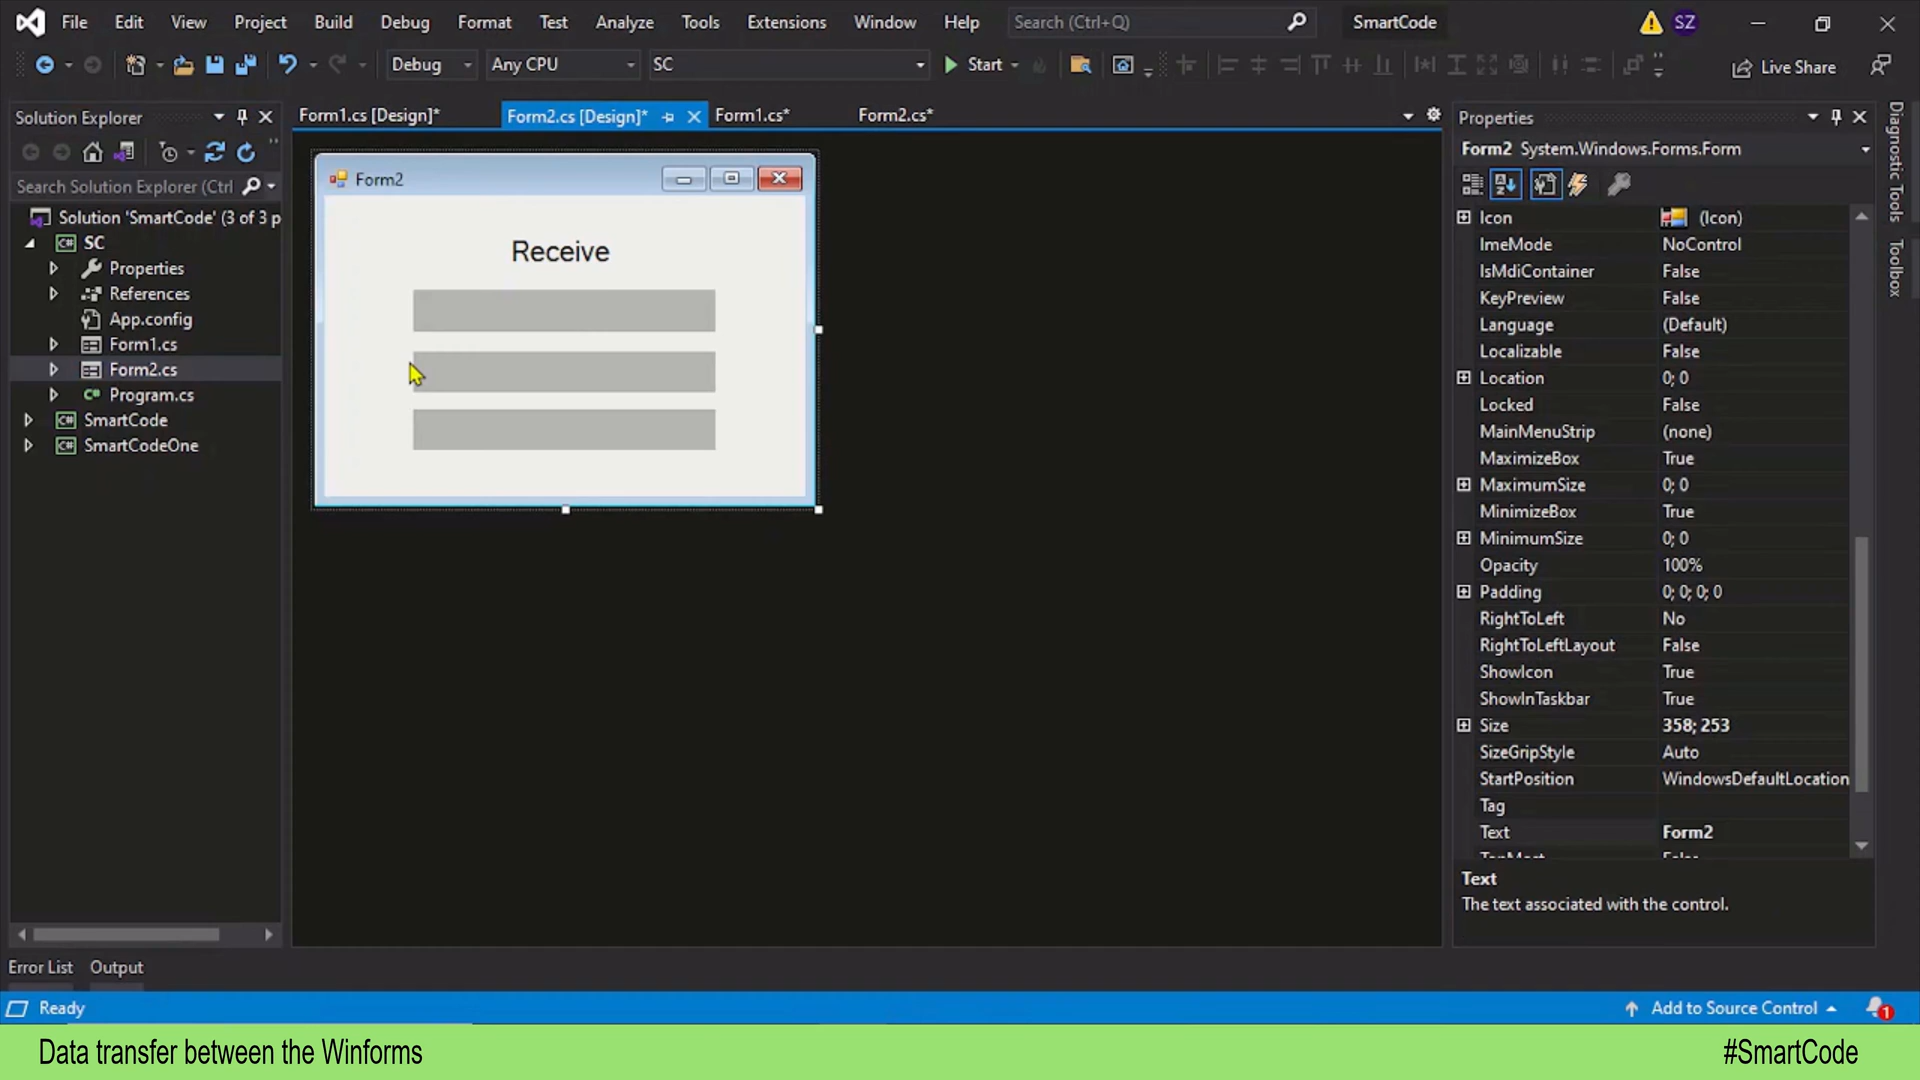 File Edit View Project Build Debug Format Test Analyze Tools Extensions Window Help Search (Ctrl+Q) SmartCode SZ
Debug Any CPU SC Start Live Share
Solution Explorer
Search Solution Explorer (Ctrl
Solution 'SmartCode' (3 of 3 p
SC
Properties
References
App.config
Form1.cs
Form2.cs
Program.cs
SmartCode
SmartCodeOne
Form1.cs [Design]* Form2.cs [Design]* Form1.cs* Form2.cs*
Form2
Receive
Properties
Form2 System.Windows.Forms.Form
Icon (Icon)
ImeMode NoControl
IsMdiContainer False
KeyPreview False
Language (Default)
Localizable False
Location 0; 0
Locked False
MainMenuStrip (none)
MaximizeBox True
MaximumSize 0; 0
MinimizeBox True
MinimumSize 0; 0
Opacity 100%
Padding 0; 0; 0; 0
RightToLeft No
RightToLeftLayout False
ShowIcon True
ShowInTaskbar True
Size 358; 253
SizeGripStyle Auto
StartPosition WindowsDefaultLocation
Tag
Text Form2
TopMost False
Text
The text associated with the control.
Diagnostic Tools
Toolbox
Error List Output
Ready Add to Source Control 1
Data transfer between the Winforms #SmartCode